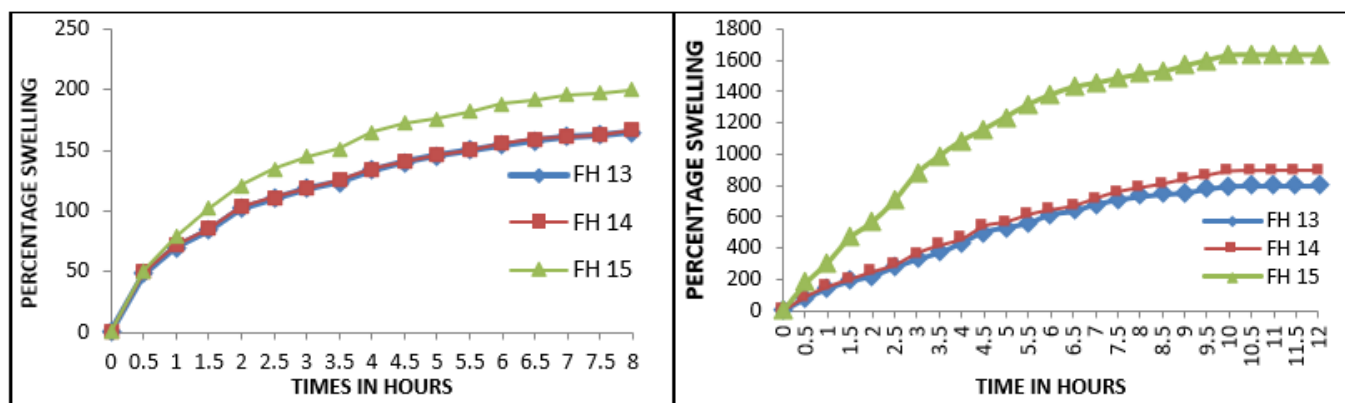 PERCENTAGE SWELLING
250
200
150
100
50
0
0 0.5 1 1.5 2 2.5 3 3.5 4 4.5 5 5.5 6 6.5 7 7.5 8
TIMES IN HOURS
FH 13
FH 14
FH 15
PERCENTAGE SWELLING
1800
1600
1400
1200
1000
800
600
400
200
0
0 0.5 1 1.5 2 2.5 3 3.5 4 4.5 5 5.5 6 6.5 7 7.5 8 8.5 9 9.5 10 10.5 11 11.5 12
TIME IN HOURS
FH 13
FH 14
FH 15